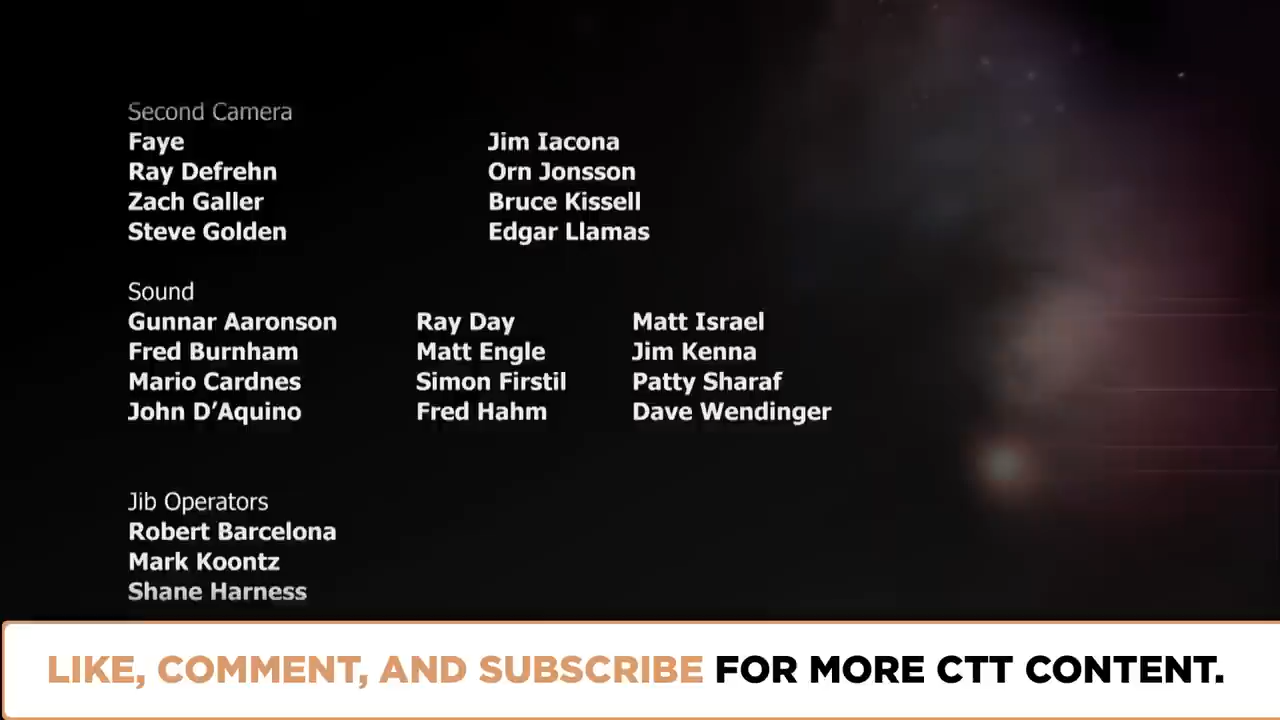 Second Camera
Faye Jim Iacona
Ray Defrehn Orn Jonsson
Zach Galler Bruce Kissell
Steve Golden Edgar Llamas
Sound
Gunnar Aaronson Ray Day Matt Israel
Fred Burnham Matt Engle Jim Kenna
Mario Cardnes Simon Firstil Patty Sharaf
John D’Aquino Fred Hahm Dave Wendinger
Jib Operators
Robert Barcelona
Mark Koontz
Shane Harness
LIKE, COMMENT, AND SUBSCRIBE FOR MORE CTT CONTENT.